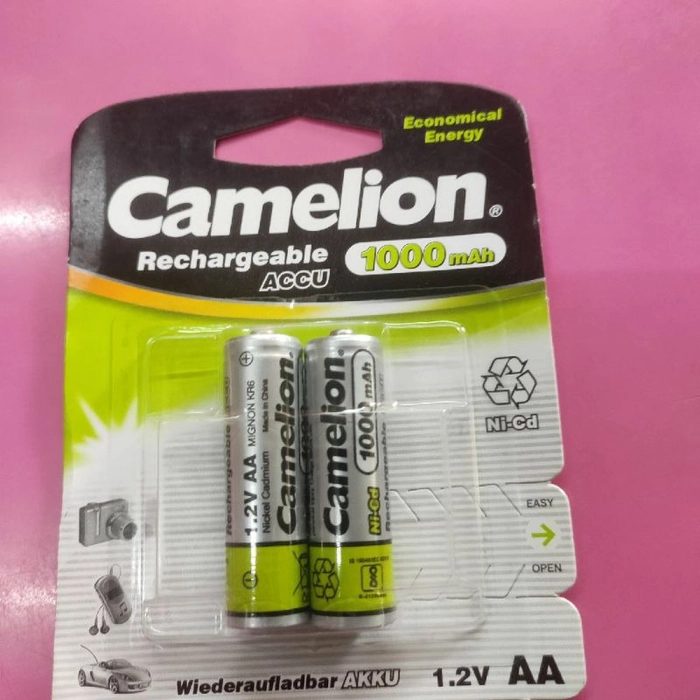 Economical
Energy
Camelion®
Rechargeable 1000 mAh
ACCU
1.2V AA MIGNON KR6
Nickel Cadmium Made in China
Camelion®
Camelion®
1000 mAh
Ni-Cd Rechargeable
Ni-Cd
EASY
OPEN
Wiederaufladbar AKKU 1.2V AA